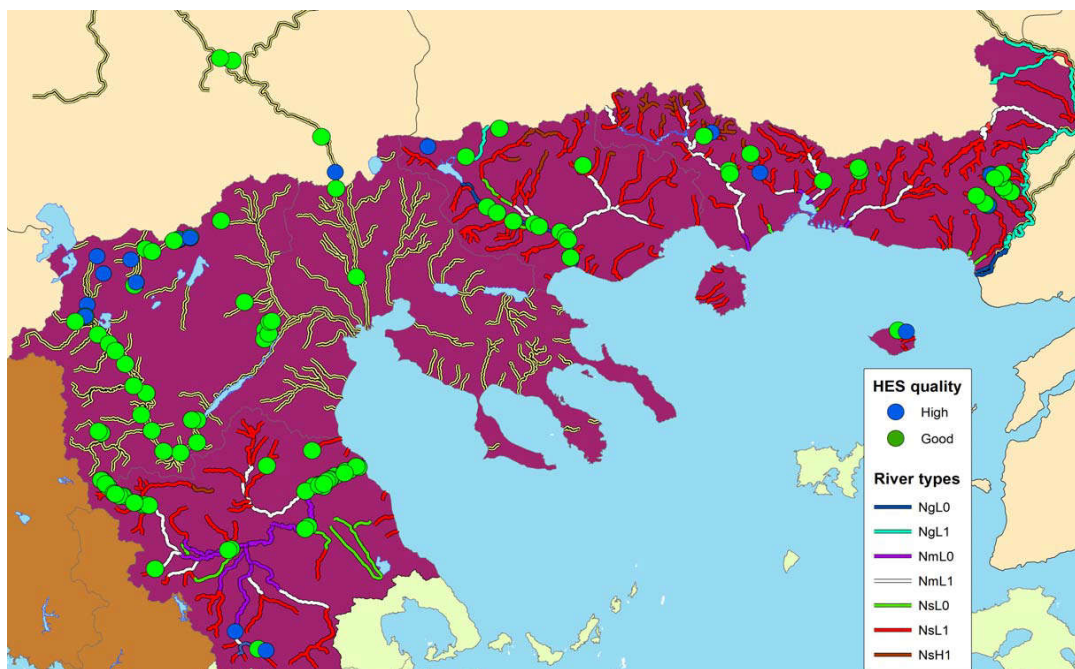 HES quality
High
Good
River types
NgL0
NgL1
NmL0
NmL1
NsL0
NsL1
NsH1